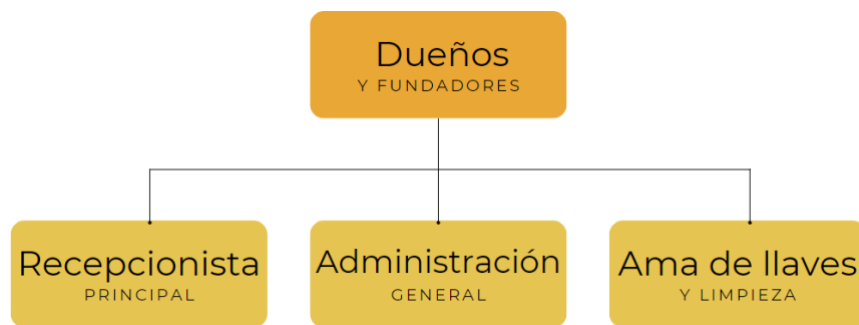 Dueños
Y FUNDADORES
Recepcionista
PRINCIPAL
Administración
GENERAL
Ama de llaves
Y LIMPIEZA